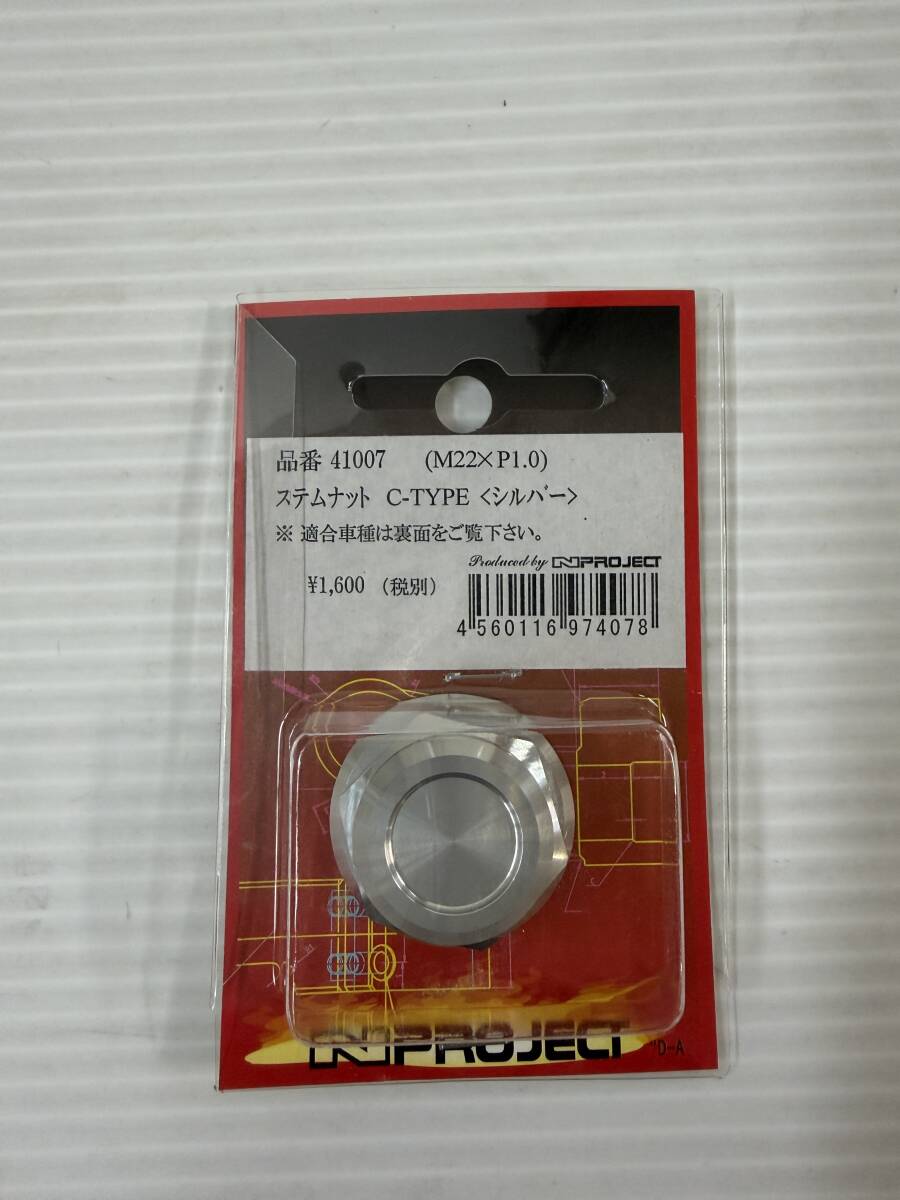 品番 41007 (M22×P1.0)
ステムナット C-TYPE <シルバー>
※ 適合車種は裏面をご覧下さい。
Produced by NPROJECT
¥1,600 (税別)
4 560116 974078
NPROJECT
D-A